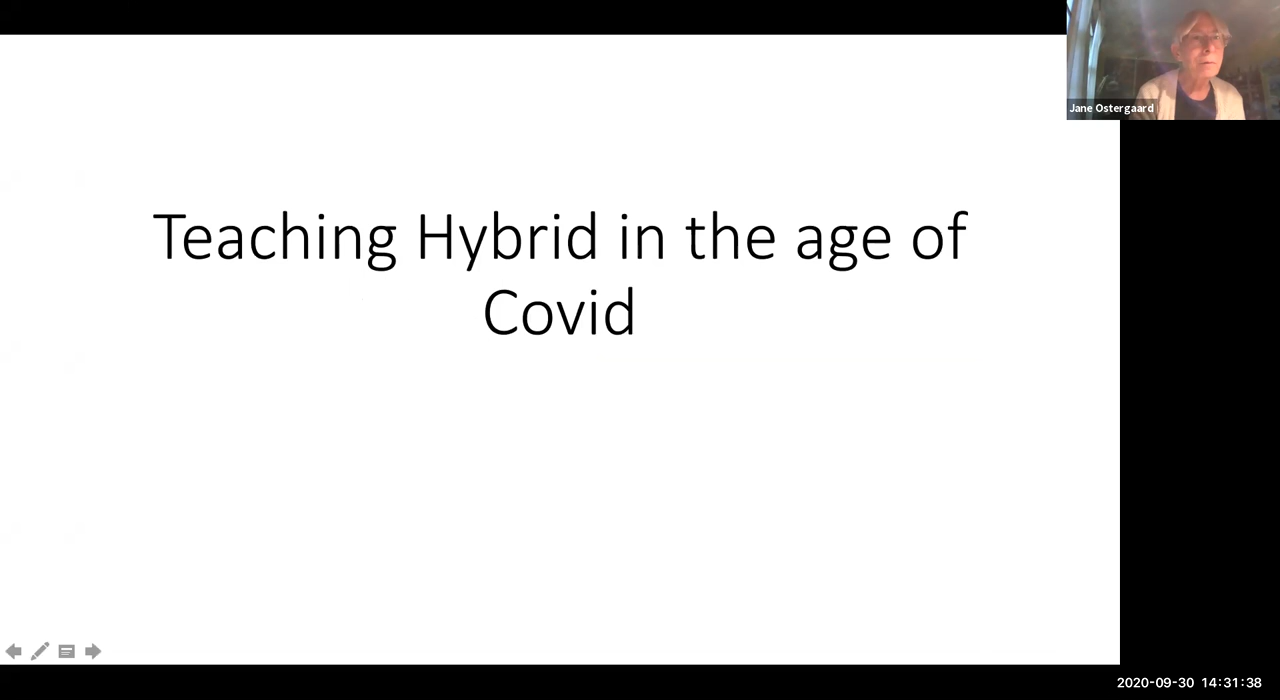 Jane Ostergaard
Teaching Hybrid in the age of
Covid
2020-09-30 14:31:38